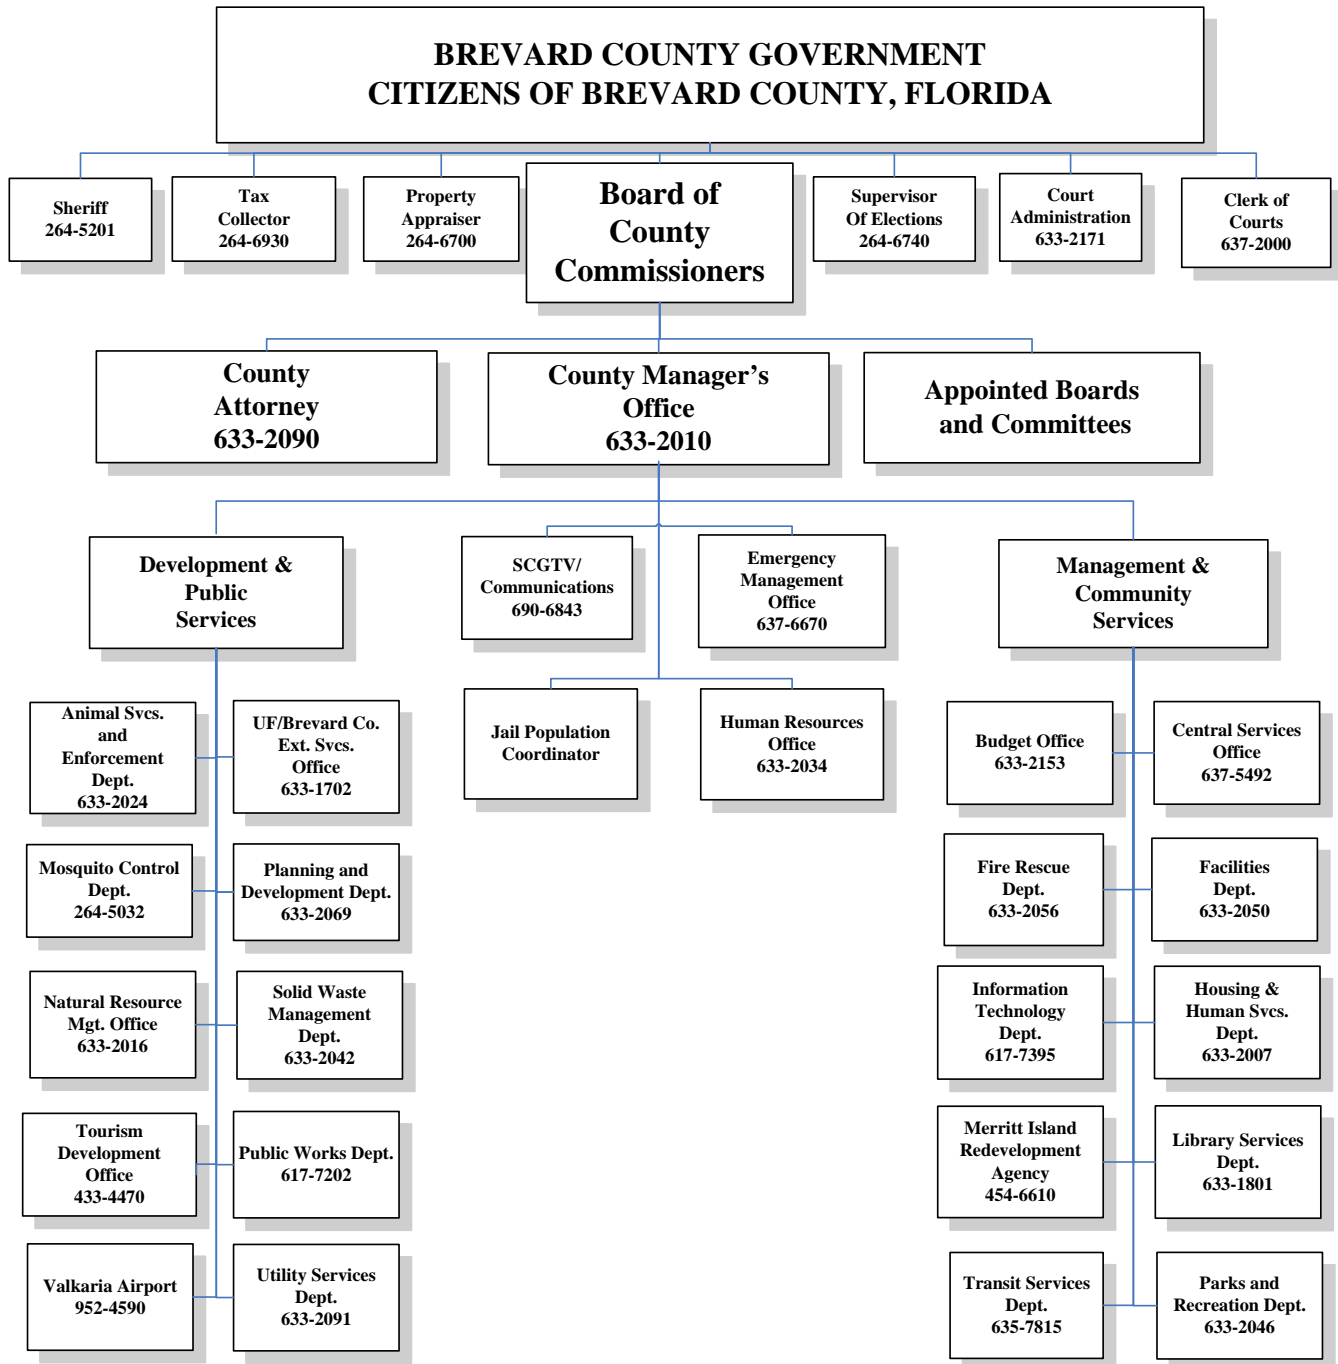 BREVARD COUNTY GOVERNMENT
CITIZENS OF BREVARD COUNTY, FLORIDA
Sheriff
264-5201
Tax
Collector
264-6930
Property
Appraiser
264-6700
Board of
County
Commissioners
Supervisor
Of Elections
264-6740
Court
Administration
633-2171
Clerk of
Courts
637-2000
County
Attorney
633-2090
County Manager's
Office
633-2010
Appointed Boards
and Committees
Development &
Public
Services
SCGTV/
Communications
690-6843
Emergency
Management
Office
637-6670
Management &
Community
Services
Animal Svcs.
and
Enforcement
Dept.
633-2024
UF/Brevard Co.
Ext. Svcs.
Office
633-1702
Jail Population
Coordinator
Human Resources
Office
633-2034
Budget Office
633-2153
Central Services
Office
637-5492
Mosquito Control
Dept.
264-5032
Planning and
Development Dept.
633-2069
Fire Rescue
Dept.
633-2056
Facilities
Dept.
633-2050
Natural Resource
Mgt. Office
633-2016
Solid Waste
Management
Dept.
633-2042
Information
Technology
Dept.
617-7395
Housing &
Human Svcs.
Dept.
633-2007
Tourism
Development
Office
433-4470
Public Works Dept.
617-7202
Merritt Island
Redevelopment
Agency
454-6610
Library Services
Dept.
633-1801
Valkaria Airport
952-4590
Utility Services
Dept.
633-2091
Transit Services
Dept.
635-7815
Parks and
Recreation Dept.
633-2046